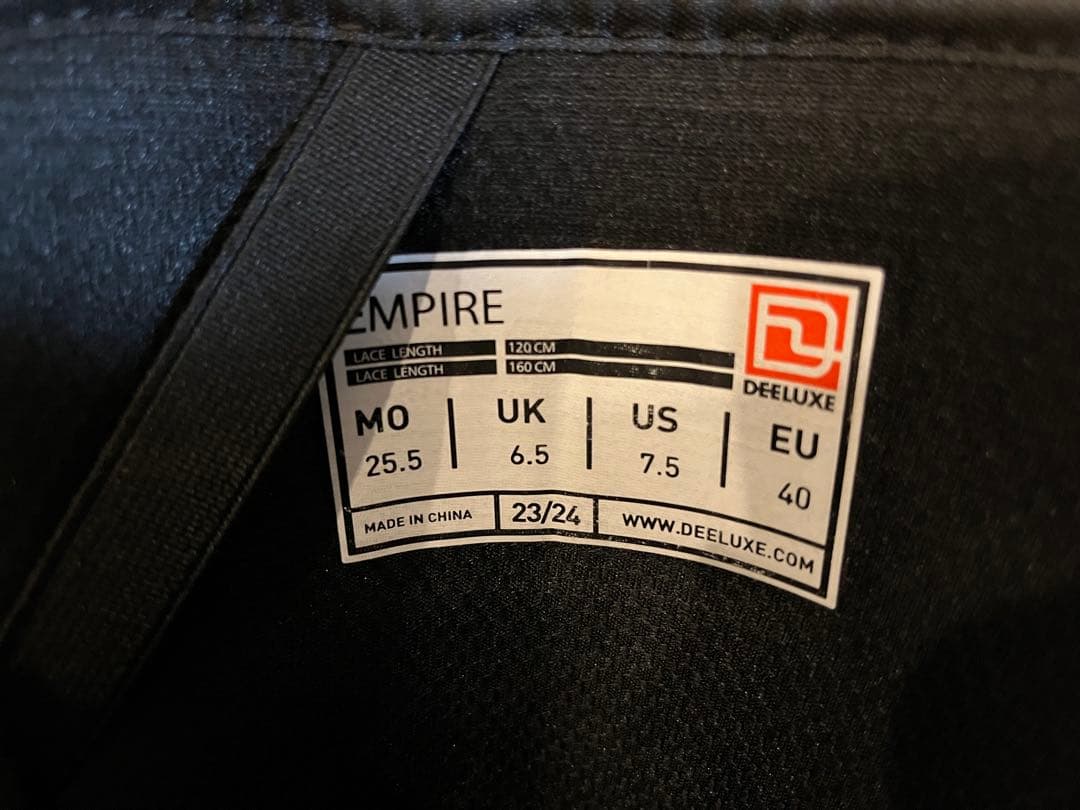 EMPIRE
LACE LENGTH 120 CM
LACE LENGTH 160 CM
DEELUXE
MO UK US EU
25.5 6.5 7.5 40
MADE IN CHINA 23/24 WWW.DEELUXE.COM